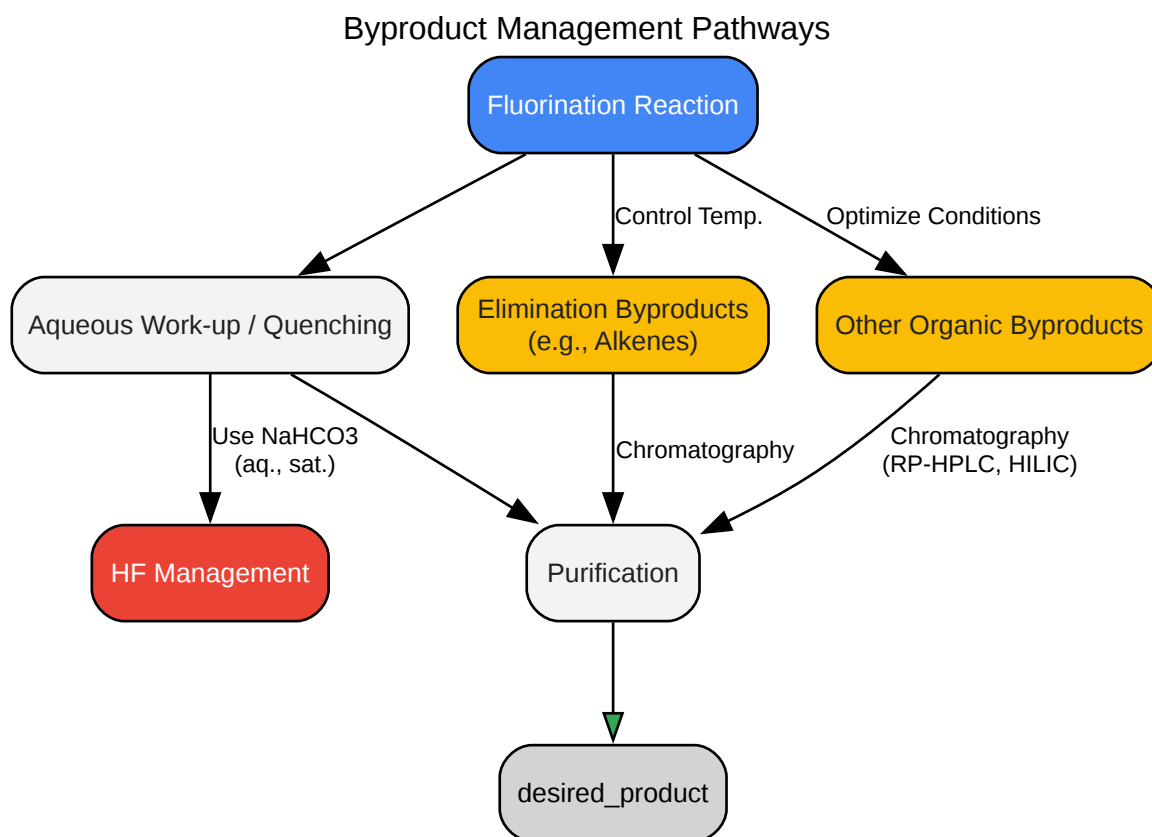 Byproduct Management Pathways
Fluorination Reaction
Control Temp.
Optimize Conditions
Aqueous Work-up / Quenching
Elimination Byproducts
(e.g., Alkenes)
Other Organic Byproducts
Use NaHCO3
(aq., sat.)
Chromatography
Chromatography
(RP-HPLC, HILIC)
HF Management
Purification
desired_product